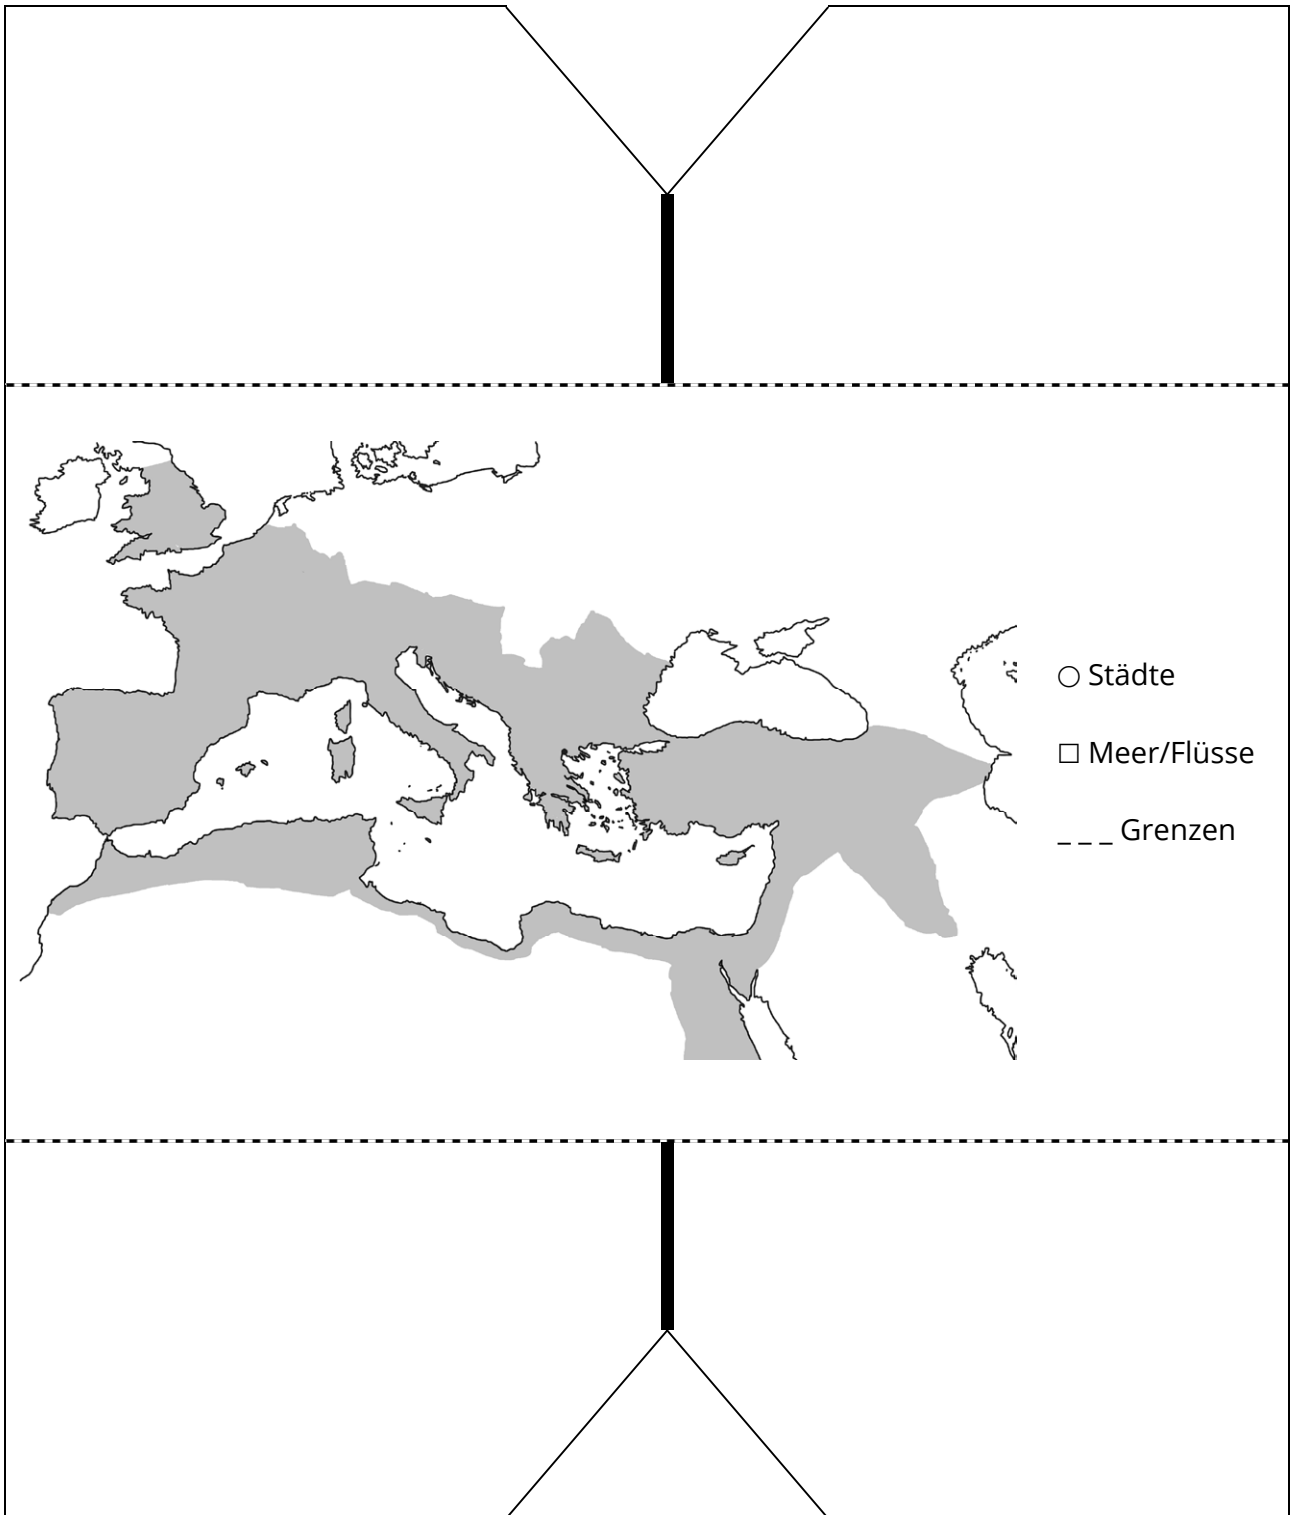 ○ Städte
□ Meer/Flüsse
_ _ _ Grenzen